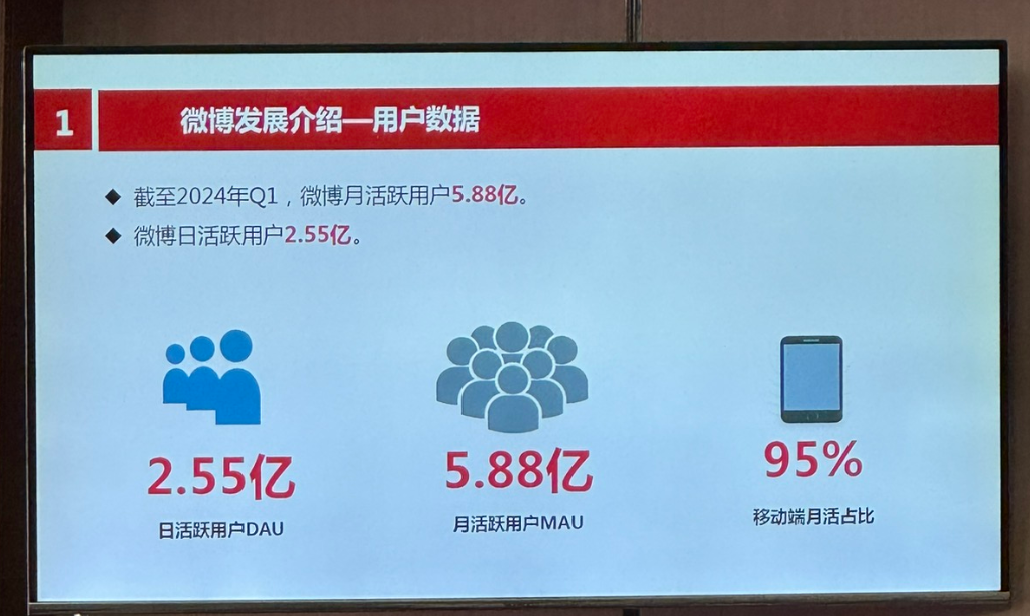 1
微博发展介绍—用户数据
◆ 截至2024年Q1，微博月活跃用户5.88亿。
◆ 微博日活跃用户2.55亿。
2.55亿
5.88亿
95%
日活跃用户DAU
月活跃用户MAU
移动端月活占比